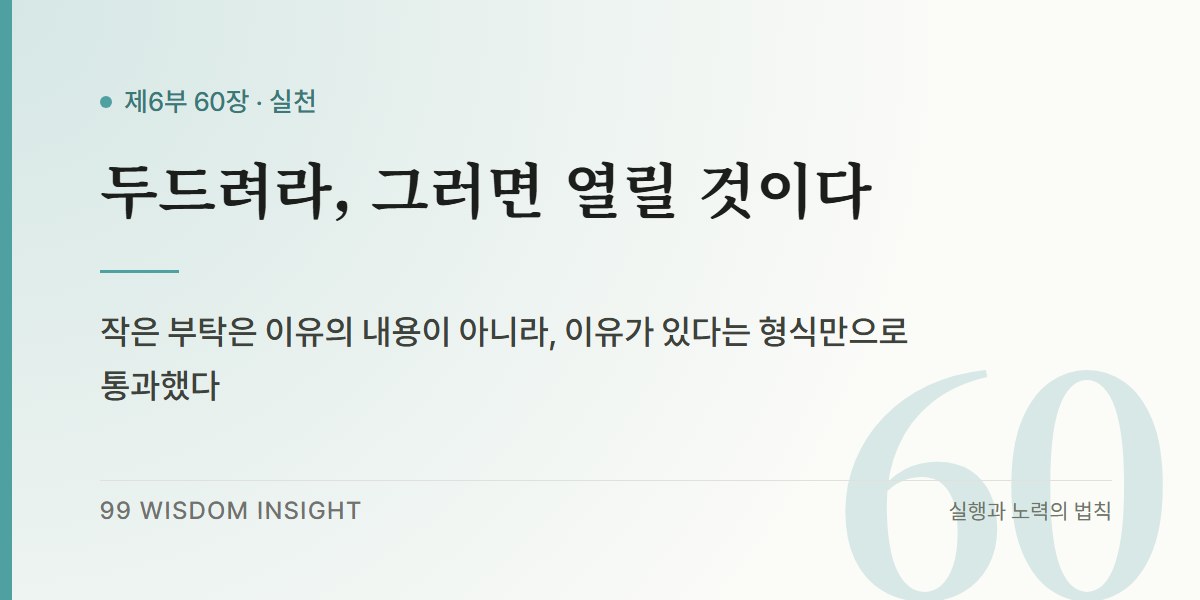 제6부 60장 · 실천
두드려라, 그러면 열릴 것이다
작은 부탁은 이유의 내용이 아니라, 이유가 있다는 형식만으로
통과했다
60
99 WISDOM INSIGHT
실행과 노력의 법칙